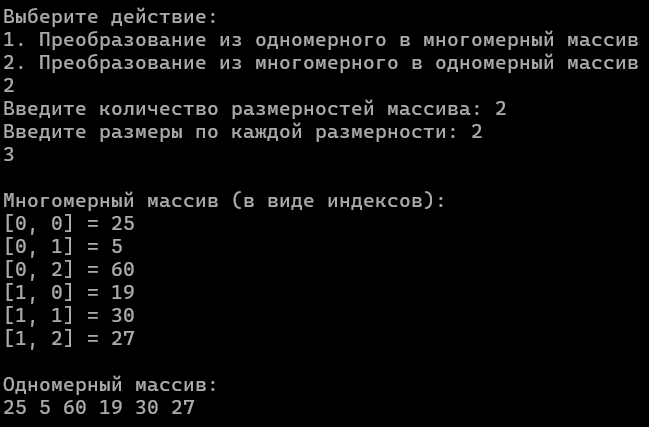 Выберите действие:
1. Преобразование из одномерного в многомерный массив
2. Преобразование из многомерного в одномерный массив
2
Введите количество размерностей массива: 2
Введите размеры по каждой размерности: 2
3
Многомерный массив (в виде индексов):
[0, 0] = 25
[0, 1] = 5
[0, 2] = 60
[1, 0] = 19
[1, 1] = 30
[1, 2] = 27
Одномерный массив:
25 5 60 19 30 27